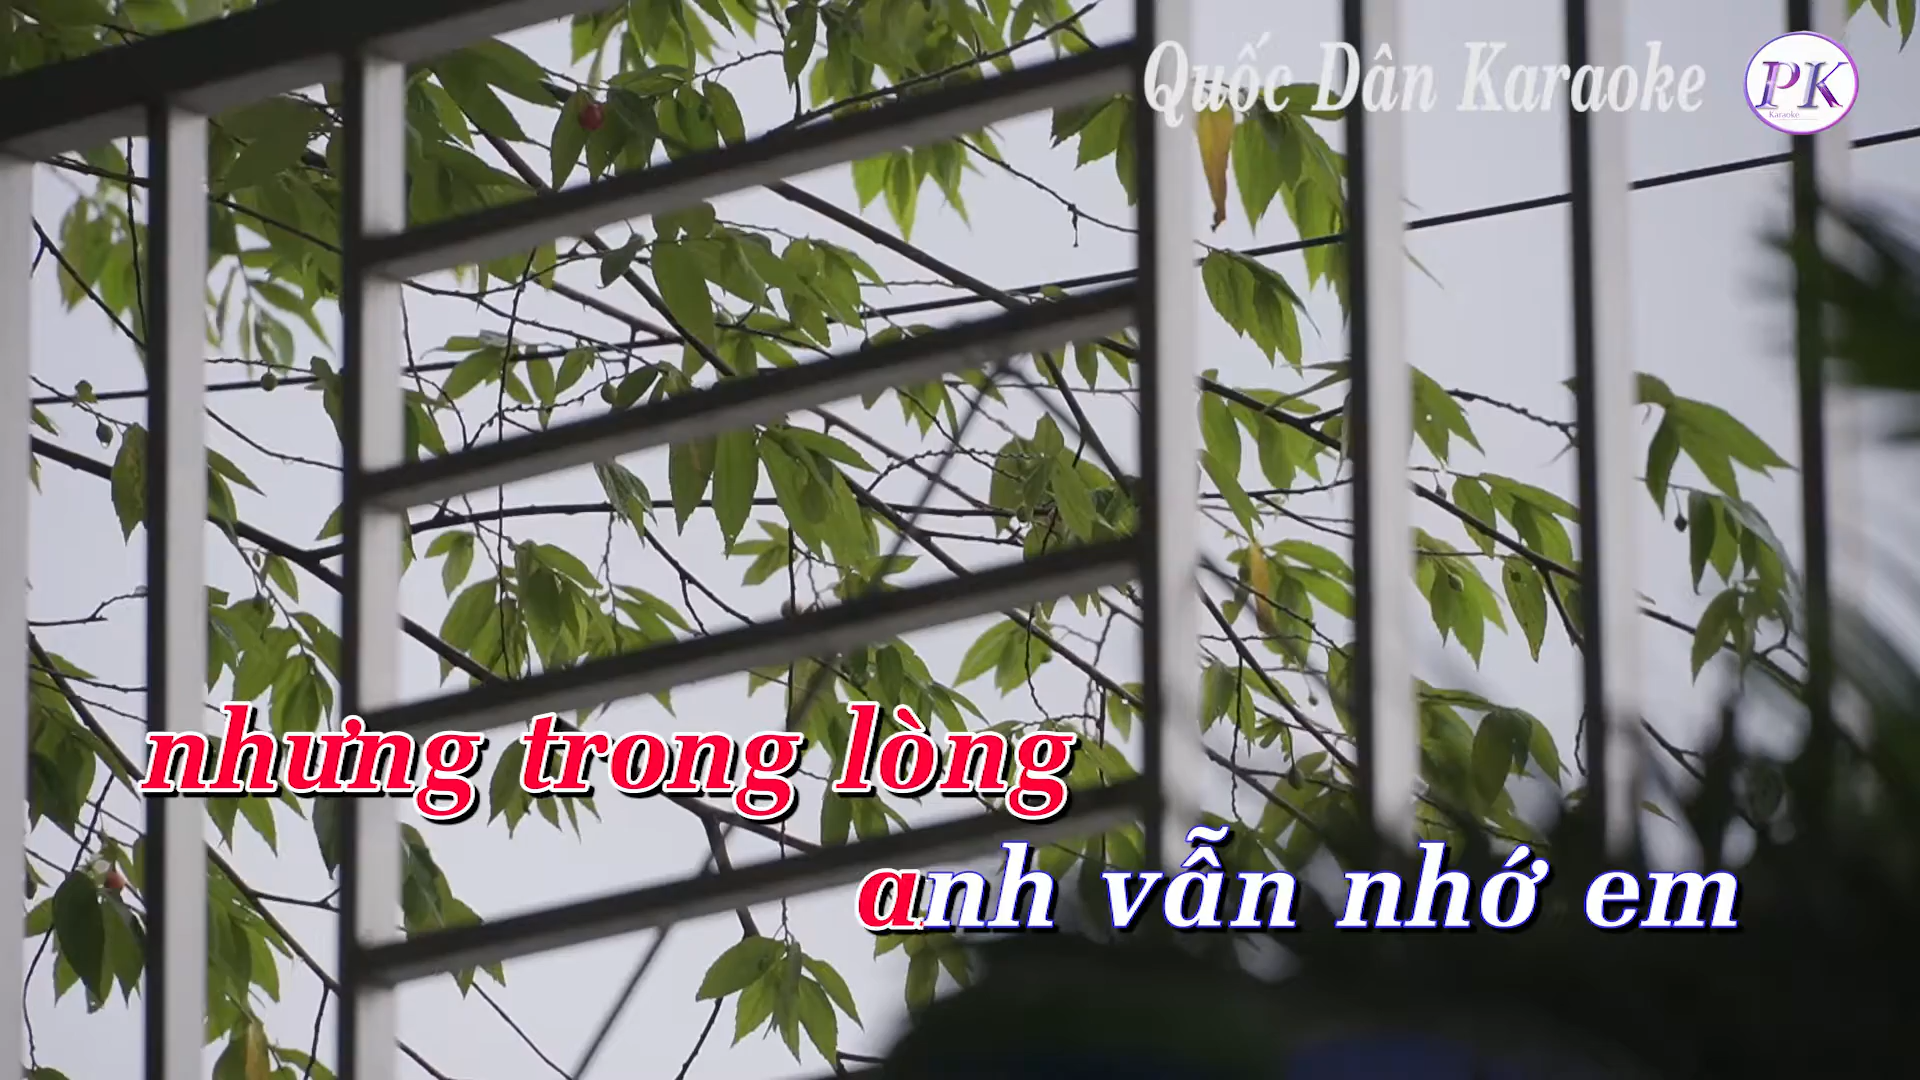 Quốc Dân Karaoke
PK
Karaoke
nhưng trong lòng
anh vẫn nhớ em